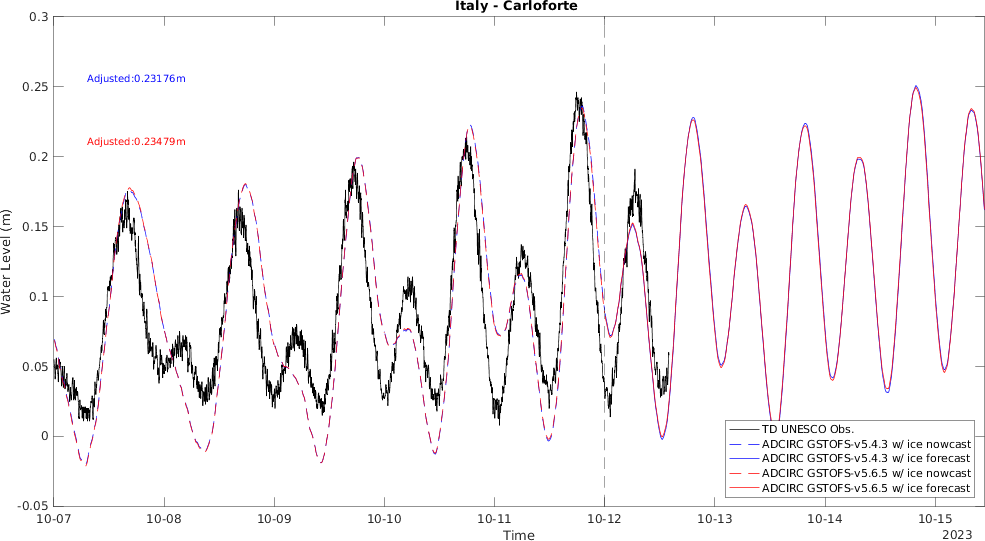 Italy - Carloforte
0.3
0.25
0.2
0.15
0.1
0.05
0
-0.05
Water Level (m)
Adjusted:0.23176m
Adjusted:0.23479m
TD UNESCO Obs.
ADCIRC GSTOFS-v5.4.3 w/ ice nowcast
ADCIRC GSTOFS-v5.4.3 w/ ice forecast
ADCIRC GSTOFS-v5.6.5 w/ ice nowcast
ADCIRC GSTOFS-v5.6.5 w/ ice forecast
10-07 10-08 10-09 10-10 10-11 10-12 10-13 10-14 10-15
Time
2023